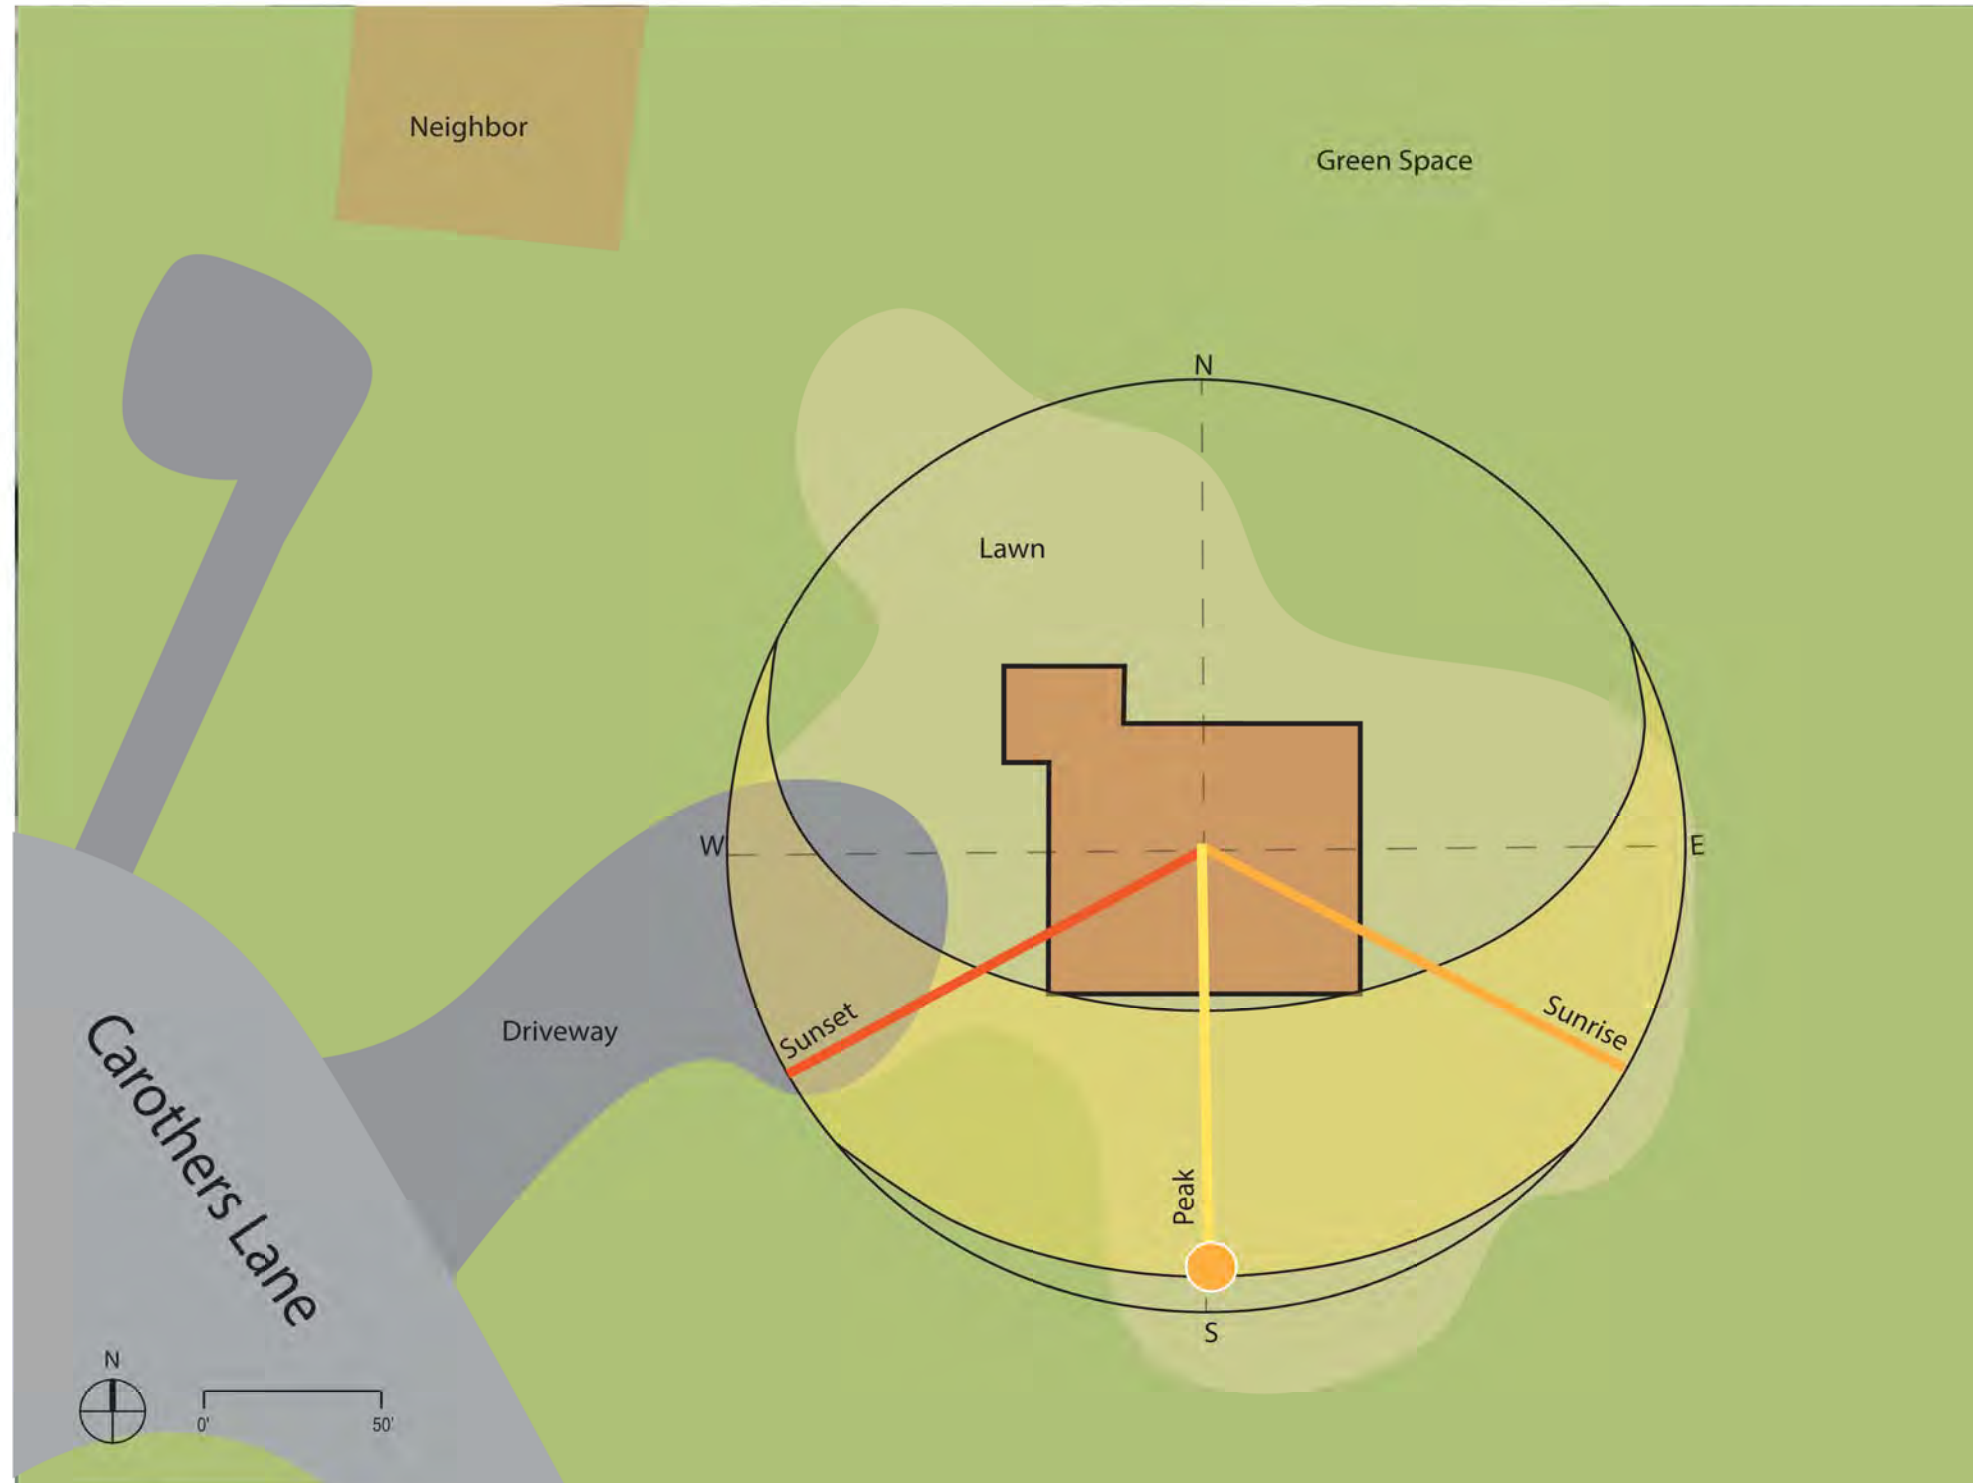 Neighbor
Green Space
N
Lawn
W
E
Sunset
Sunrise
Driveway
Carothers Lane
Peak
S
N
0'
50'